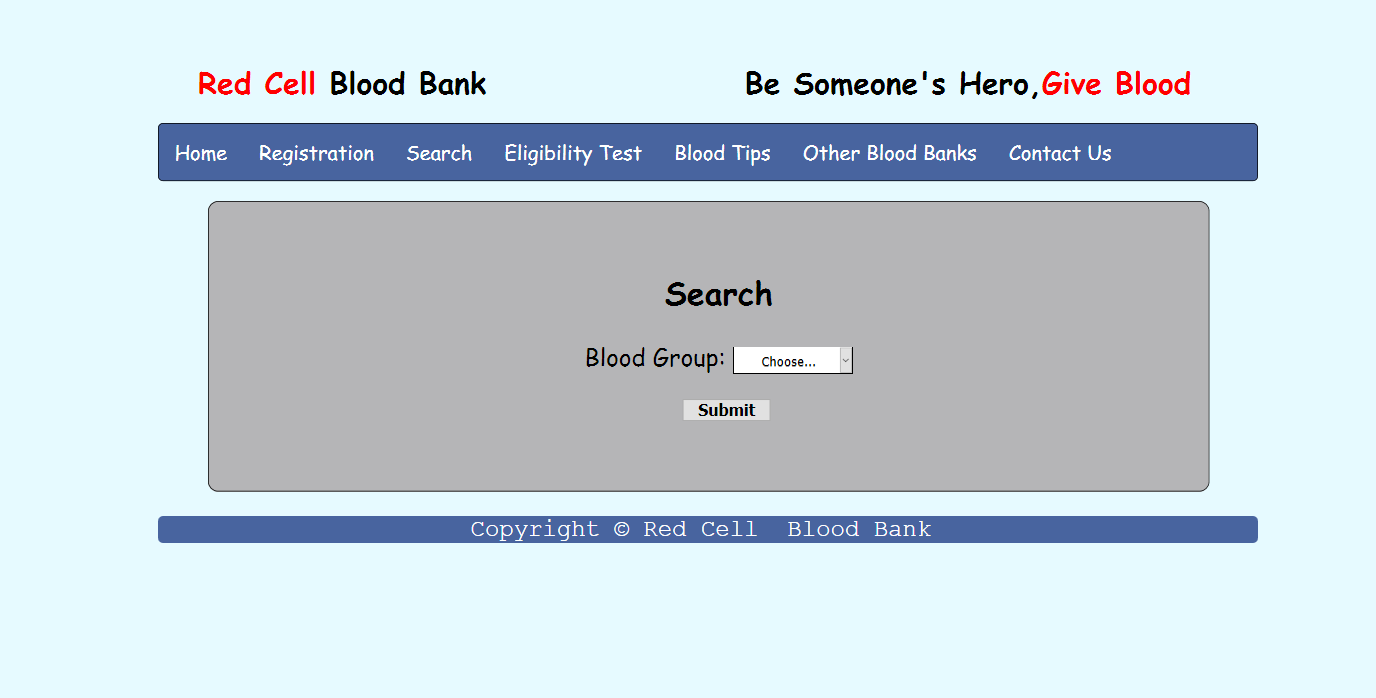 Red Cell Blood Bank
Be Someone's Hero,Give Blood
Home Registration Search Eligibility Test Blood Tips Other Blood Banks Contact Us
Search
Blood Group: Choose...
Submit
Copyright © Red Cell  Blood Bank